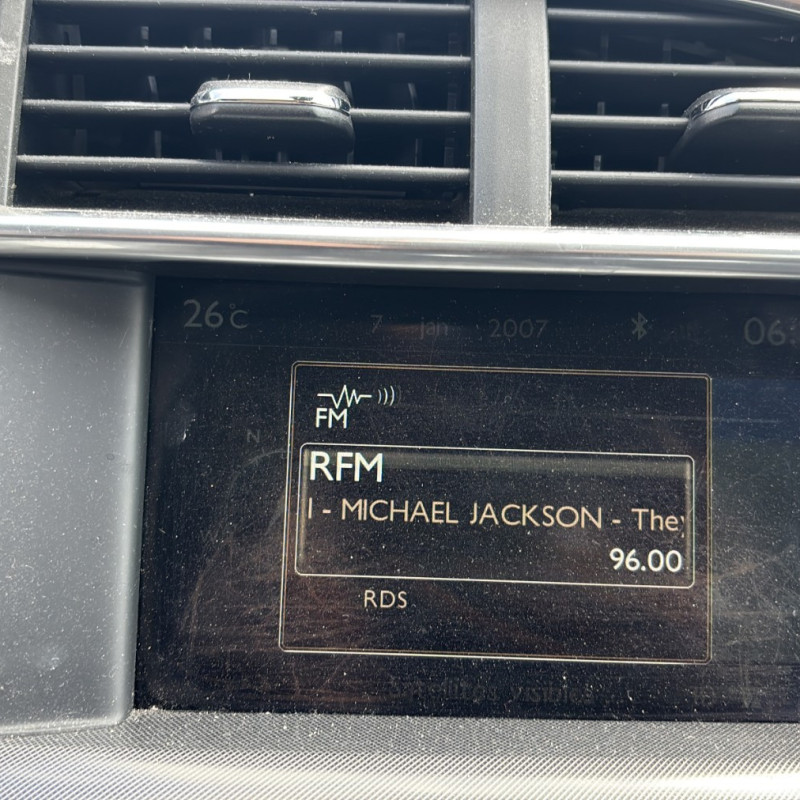 26°C 7 jan 2007 06:
FM
N
RFM
I - MICHAEL JACKSON - They
96.00
RDS